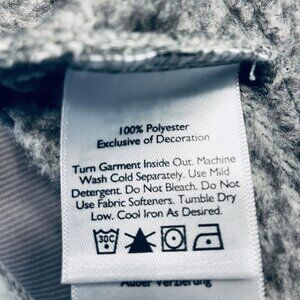 100% Polyester
Exclusive of Decoration
Turn Garment Inside Out. Machine
Wash Cold Separately. Use Mild
Detergent. Do Not Bleach. Do Not
Use Fabric Softeners. Tumble Dry
Low. Cool Iron As Desired.
30C
Außer Verzierung